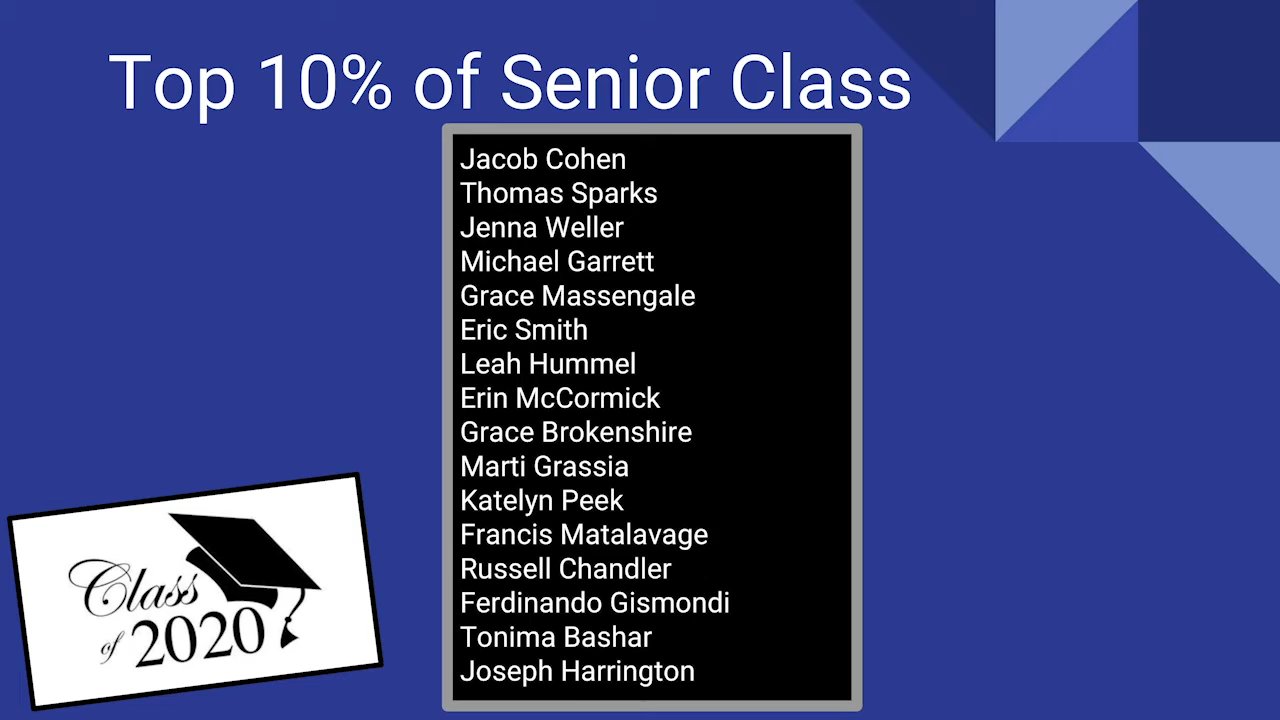 Top 10% of Senior Class
Jacob Cohen
Thomas Sparks
Jenna Weller
Michael Garrett
Grace Massengale
Eric Smith
Leah Hummel
Erin McCormick
Grace Brokenshire
Marti Grassia
Katelyn Peek
Francis Matalavage
Russell Chandler
Ferdinando Gismondi
Tonima Bashar
Joseph Harrington
Class
of 2020